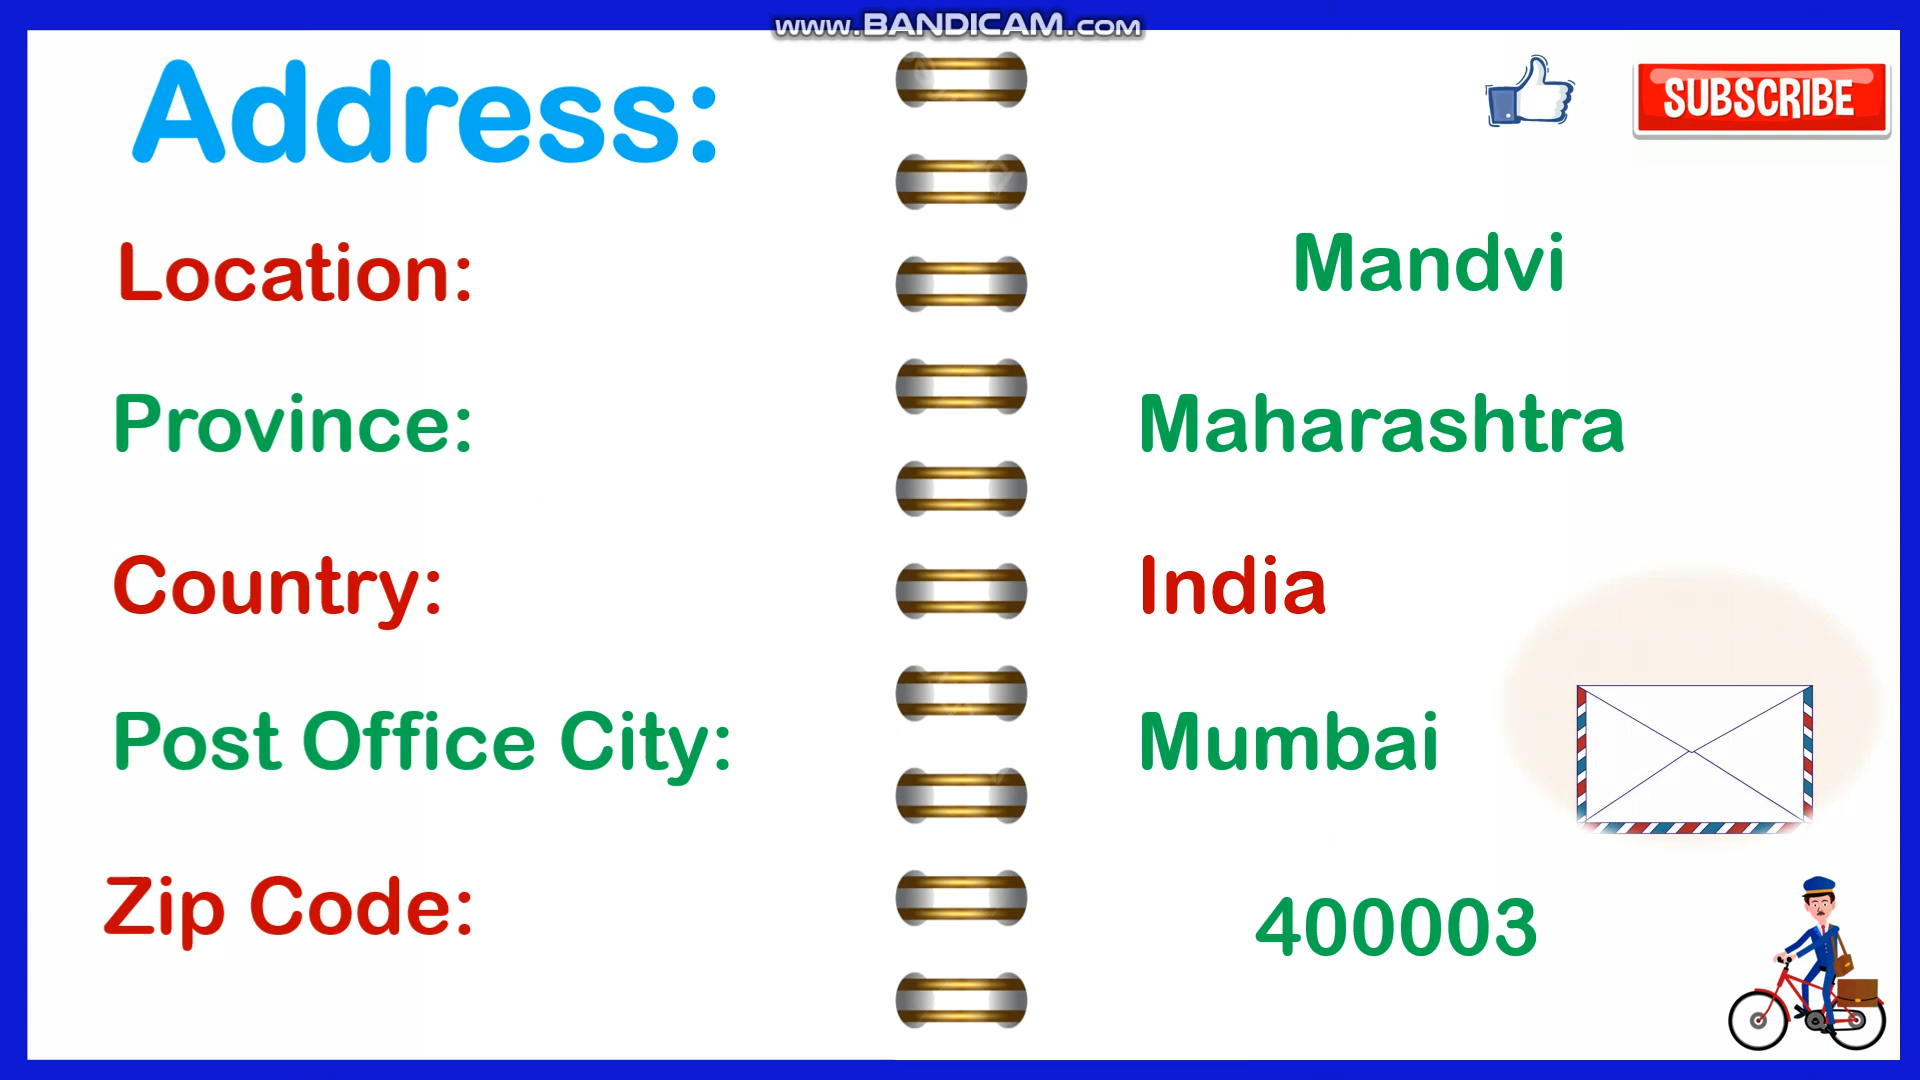 www.BANDICAM.com
Address:
SUBSCRIBE
Location: Mandvi
Province: Maharashtra
Country: India
Post Office City: Mumbai
Zip Code: 400003